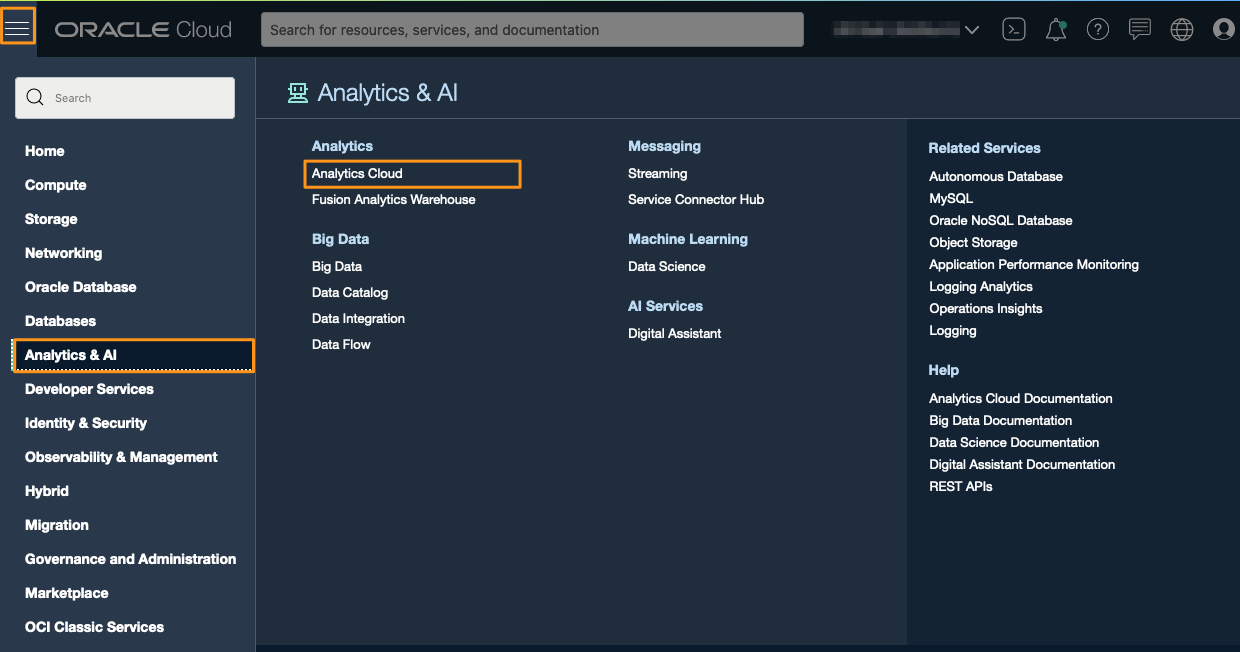 ORACLE Cloud
Search for resources, services, and documentation
Search
Home
Compute
Storage
Networking
Oracle Database
Databases
Analytics & AI
Developer Services
Identity & Security
Observability & Management
Hybrid
Migration
Governance and Administration
Marketplace
OCI Classic Services
Analytics & AI
Analytics
Analytics Cloud
Fusion Analytics Warehouse
Big Data
Big Data
Data Catalog
Data Integration
Data Flow
Messaging
Streaming
Service Connector Hub
Machine Learning
Data Science
AI Services
Digital Assistant
Related Services
Autonomous Database
MySQL
Oracle NoSQL Database
Object Storage
Application Performance Monitoring
Logging Analytics
Operations Insights
Logging
Help
Analytics Cloud Documentation
Big Data Documentation
Data Science Documentation
Digital Assistant Documentation
REST APIs